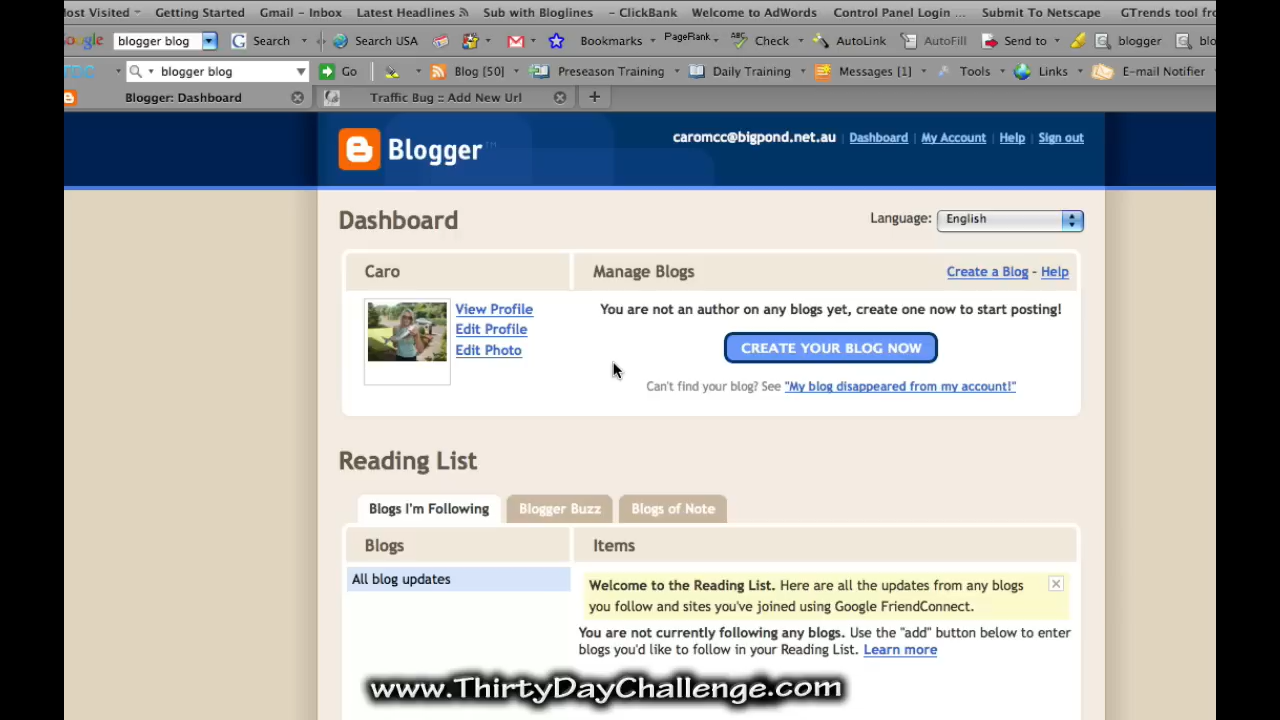 Most Visited Getting Started Gmail - Inbox Latest Headlines Sub with Bloglines - ClickBank Welcome to AdWords Control Panel Login ... Submit To Netscape GTrends tool
Google blogger blog Search Search USA Bookmarks PageRank Check AutoLink AutoFill Send to blogger
blogger blog Go Blog [50] Preseason Training Daily Training Messages [1] Tools Links E-mail Notifier
Blogger: Dashboard Traffic Bug :: Add New Url
Blogger™
caromcc@bigpond.net.au | Dashboard | My Account | Help | Sign out
Dashboard
Language: English
Caro
Manage Blogs
Create a Blog - Help
View Profile
Edit Profile
Edit Photo
You are not an author on any blogs yet, create one now to start posting!
CREATE YOUR BLOG NOW
Can't find your blog? See "My blog disappeared from my account!"
Reading List
Blogs I'm Following Blogger Buzz Blogs of Note
Blogs
Items
All blog updates
Welcome to the Reading List. Here are all the updates from any blogs
you follow and sites you've joined using Google FriendConnect.
You are not currently following any blogs. Use the "add" button below to enter
blogs you'd like to follow in your Reading List. Learn more
www.ThirtyDayChallenge.com